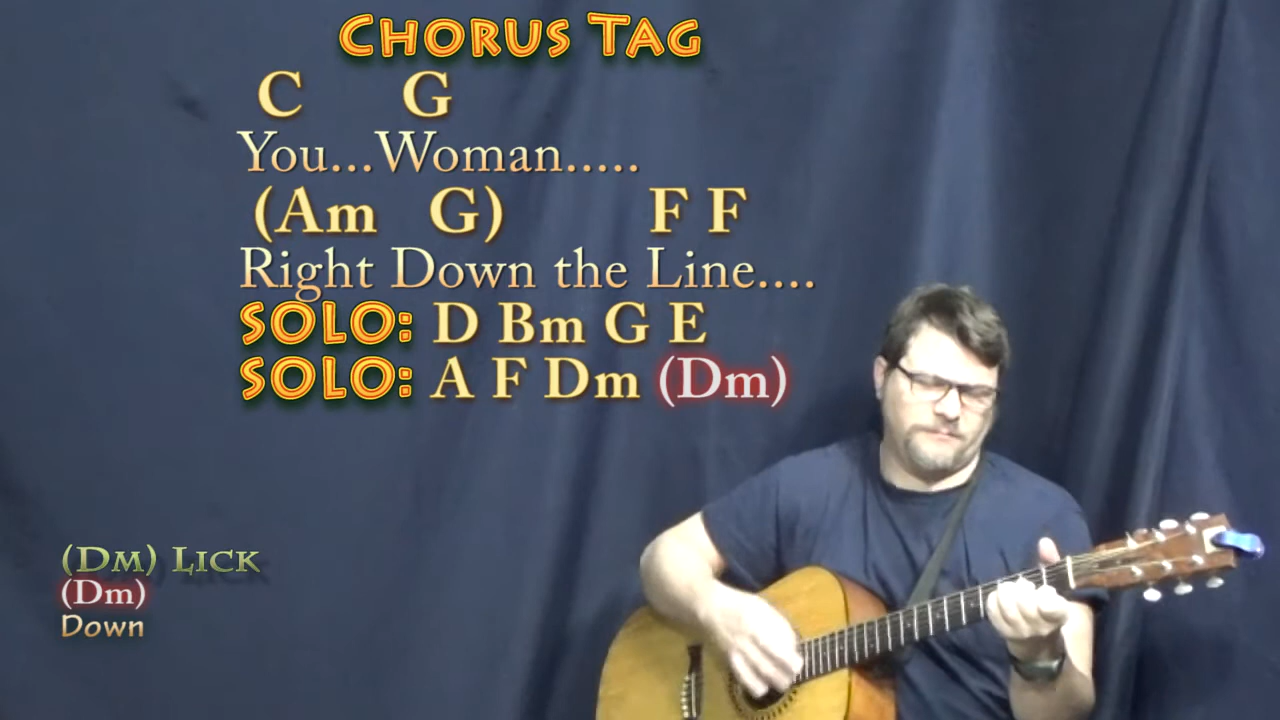 Chorus Tag
C G
You...Woman.....
(Am G) F F
Right Down the Line....
SOLO: D Bm G E
SOLO: A F Dm (Dm)
(Dm) Lick
(Dm)
Down